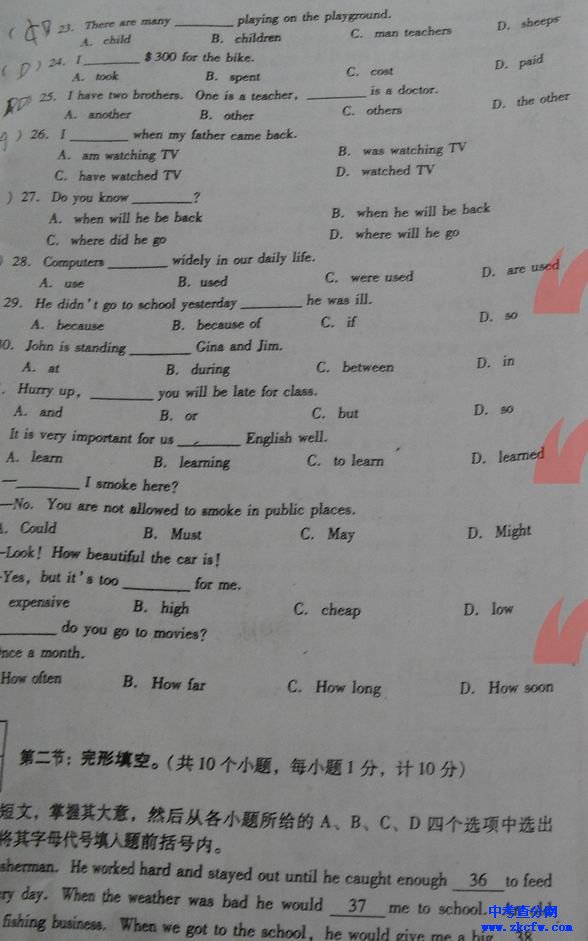 23. There are many ________ playing on the playground.
A. child B. children C. man teachers D. sheeps
( D ) 24. I ________ $300 for the bike.
A. took B. spent C. cost D. paid
25. I have two brothers. One is a teacher, ________ is a doctor.
A. another B. other C. others D. the other
) 26. I ________ when my father came back.
A. am watching TV B. was watching TV
C. have watched TV D. watched TV
) 27. Do you know ________?
A. when will he be back B. when he will be back
C. where did he go D. where will he go
) 28. Computers ________ widely in our daily life.
A. use B. used C. were used D. are used
29. He didn't go to school yesterday ________ he was ill.
A. because B. because of C. if D. so
0. John is standing ________ Gina and Jim.
A. at B. during C. between D. in
. Hurry up, ________ you will be late for class.
A. and B. or C. but D. so
It is very important for us ________ English well.
A. learn B. learning C. to learn D. learned
—________ I smoke here?
—No. You are not allowed to smoke in public places.
. Could B. Must C. May D. Might
-Look! How beautiful the car is!
-Yes, but it's too ________ for me.
expensive B. high C. cheap D. low
________ do you go to movies?
nce a month.
How often B. How far C. How long D. How soon
第二节：完形填空。（共10个小题，每小题1分，计10分）
短文，掌握其大意，然后从各小题所给的A、B、C、D四个选项中选出
将其字母代号填入题前括号内。
sherman. He worked hard and stayed out until he caught enough 36 to feed
ry day. When the weather was bad he would 37 me to school.
fishing business. When we got to the school, he would give me a big 38
中考查分网
www.zkcfw.com